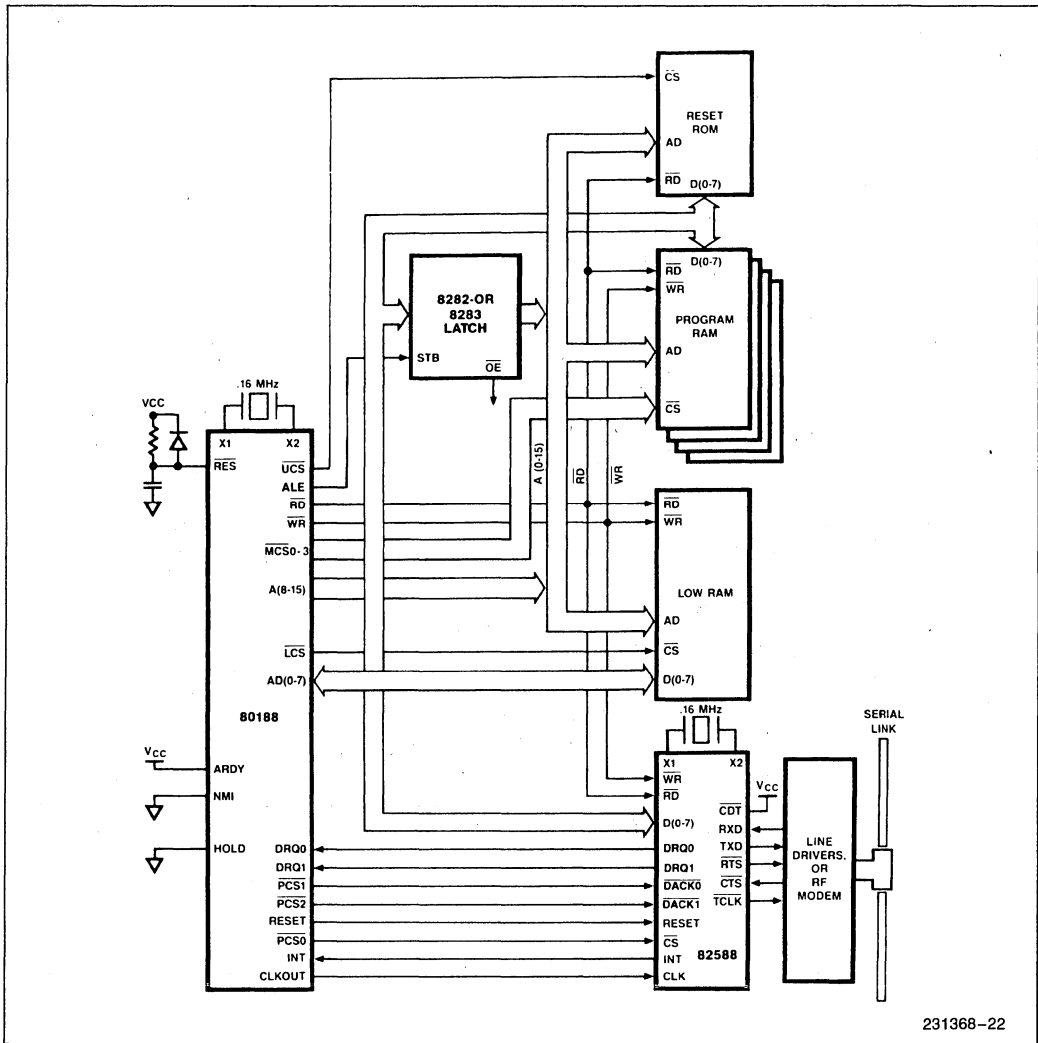 CS
RESET
ROM
AD
RD
D(0-7)
D(0-7)
RD
WR
PROGRAM
RAM
AD
CS
8282-OR
8283
LATCH
STB
OE
.16 MHz
VCC
X1
X2
RES
UCS
ALE
RD
WR
MCS0-3
A(8-15)
LCS
AD(0-7)
80188
VCC
ARDY
NMI
HOLD
DRQ0
DRQ1
PCS1
PCS2
RESET
PCS0
INT
CLKOUT
A (0-15)
RD
WR
RD
WR
LOW RAM
AD
CS
D(0-7)
.16 MHz
X1
X2
WR
RD
D(0-7)
DRQ0
DRQ1
DACK0
DACK1
RESET
CS
INT
CLK
82588
VCC
CDT
RXD
TXD
RTS
CTS
TCLK
LINE
DRIVERS.
OR
RF
MODEM
SERIAL
LINK
231368-22